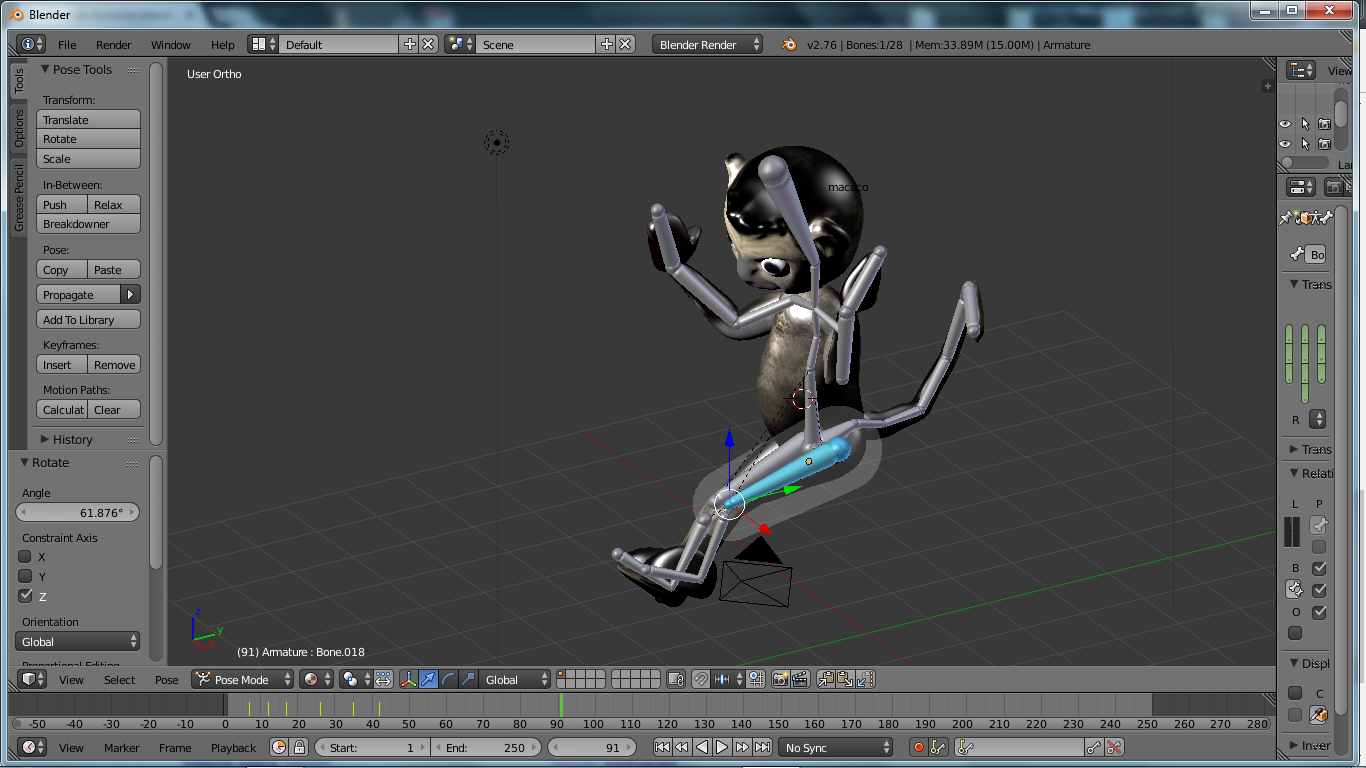 Blender
File Render Window Help Default Scene Blender Render v2.76 | Bones:1/28 | Mem:33.89M (15.00M) | Armature
Tools
Options
Grease Pencil
Pose Tools
Transform:
Translate
Rotate
Scale
In-Between:
Push Relax
Breakdowner
Pose:
Copy Paste
Propagate
Add To Library
Keyframes:
Insert Remove
Motion Paths:
Calculat Clear
History
Rotate
Angle
61.876°
Constraint Axis
X
Y
Z
Orientation
Global
User Ortho
macaco
z
y
x
(91) Armature : Bone.018
View
Bo
Trans
R
Trans
Relati
L P
B
O
Displ
C
Inver
View Select Pose Pose Mode Global
-50 -40 -30 -20 -10 0 10 20 30 40 50 60 70 80 90 100 110 120 130 140 150 160 170 180 190 200 210 220 230 240 250 260 270 280
View Marker Frame Playback Start: 1 End: 250 91 No Sync